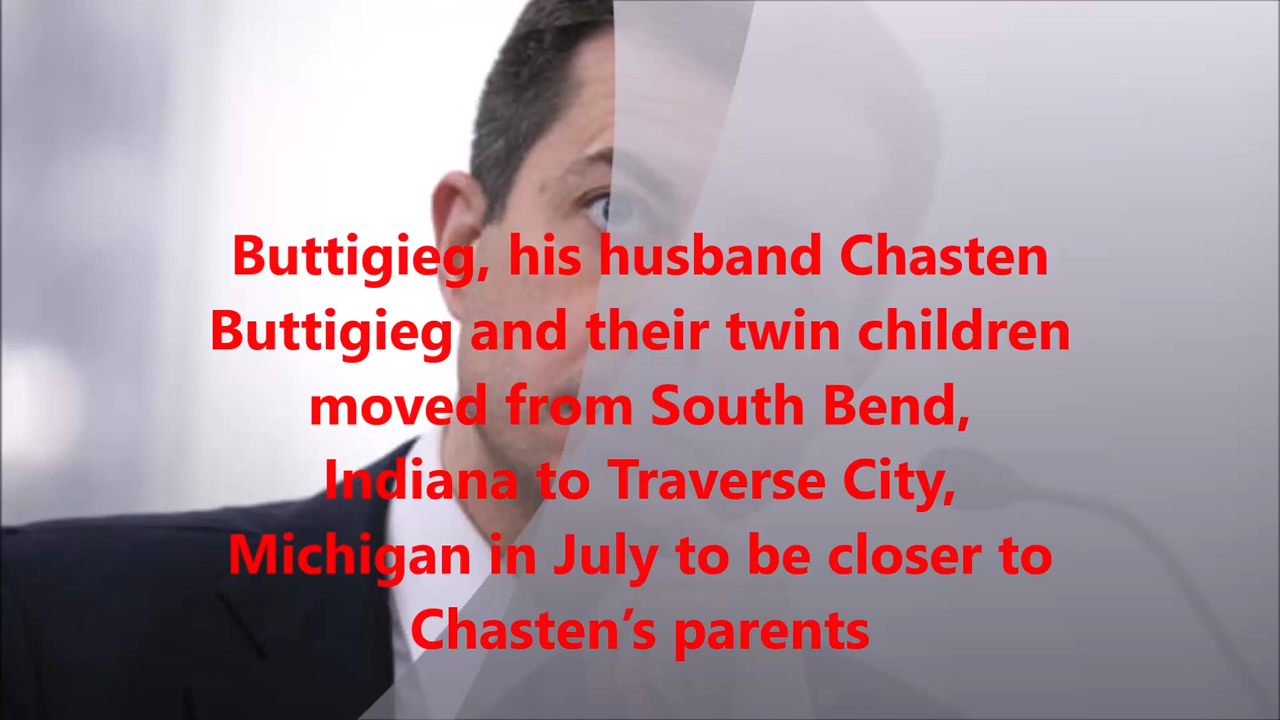 Buttigieg, his husband Chasten
Buttigieg and their twin children
moved from South Bend,
Indiana to Traverse City,
Michigan in July to be closer to
Chasten’s parents